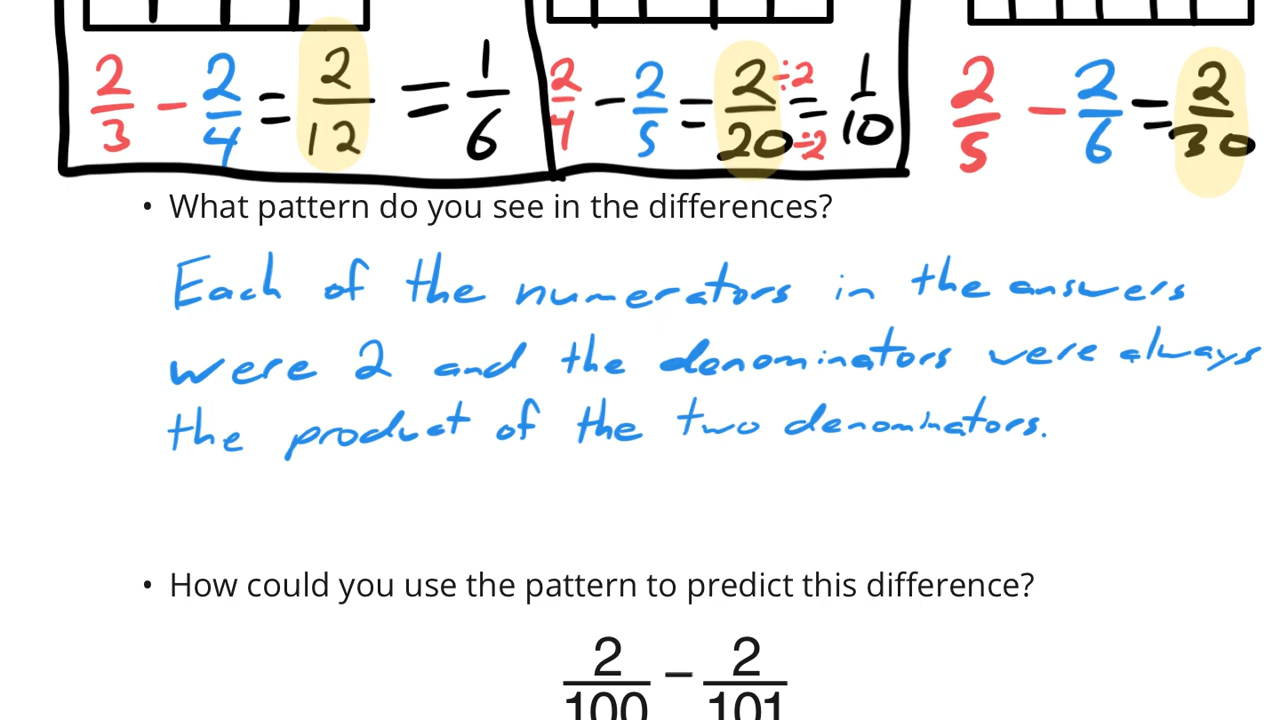 2/3 - 2/4 = 2/12 = 1/6
2/4 - 2/5 = 2/20 ÷2 ÷2 = 1/10
2/5 - 2/6 = 2/30
• What pattern do you see in the differences?
Each of the numerators in the answers
were 2 and the denominators were always
the product of the two denominators.
• How could you use the pattern to predict this difference?
2/100 - 2/101